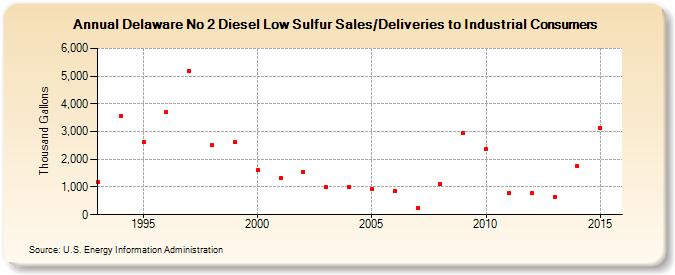 Annual Delaware No 2 Diesel Low Sulfur Sales/Deliveries to Industrial Consumers
Thousand Gallons
6,000
5,000
4,000
3,000
2,000
1,000
0
1995 2000 2005 2010 2015
Source: U.S. Energy Information Administration